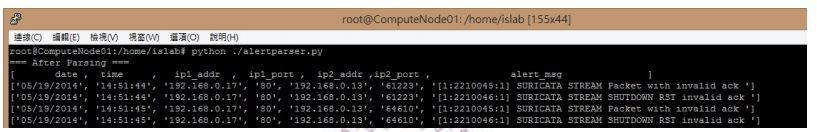 root@ComputeNode01: /home/islab [155x44]
連線(C) 編輯(E) 檢視(V) 視窗(W) 選項(O) 說明(H)
root@ComputeNode01:/home/islab# python ./alertparser.py
=== After Parsing ===
[ date , time , ip1_addr , ip1_port , ip2_addr ,ip2_port , alert_msg ]
['05/19/2014', '14:51:44', '192.168.0.17', '80', '192.168.0.13', '61223', '[1:2210045:1] SURICATA STREAM Packet with invalid ack ']
['05/19/2014', '14:51:44', '192.168.0.17', '80', '192.168.0.13', '61223', '[1:2210046:1] SURICATA STREAM SHUTDOWN RST invalid ack ']
['05/19/2014', '14:51:45', '192.168.0.17', '80', '192.168.0.13', '64610', '[1:2210045:1] SURICATA STREAM Packet with invalid ack ']
['05/19/2014', '14:51:45', '192.168.0.17', '80', '192.168.0.13', '64610', '[1:2210046:1] SURICATA STREAM SHUTDOWN RST invalid ack ']